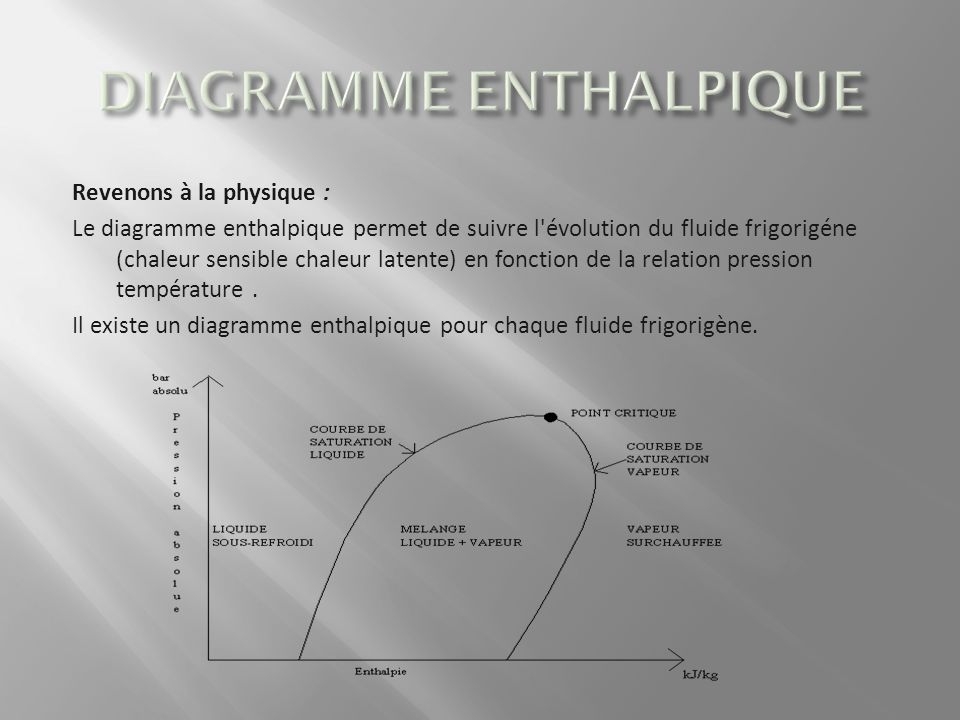 DIAGRAMME ENTHALPIQUE
Revenons à la physique :
Le diagramme enthalpique permet de suivre l'évolution du fluide frigorigéne
(chaleur sensible chaleur latente) en fonction de la relation pression
température .
Il existe un diagramme enthalpique pour chaque fluide frigorigène.
bar
absolu
Pression absolue
POINT CRITIQUE
COURBE DE
SATURATION
LIQUIDE
COURBE DE
SATURATION
VAPEUR
LIQUIDE
SOUS-REFROIDI
MELANGE
LIQUIDE + VAPEUR
VAPEUR
SURCHAUFFEE
Enthalpie
kJ/kg